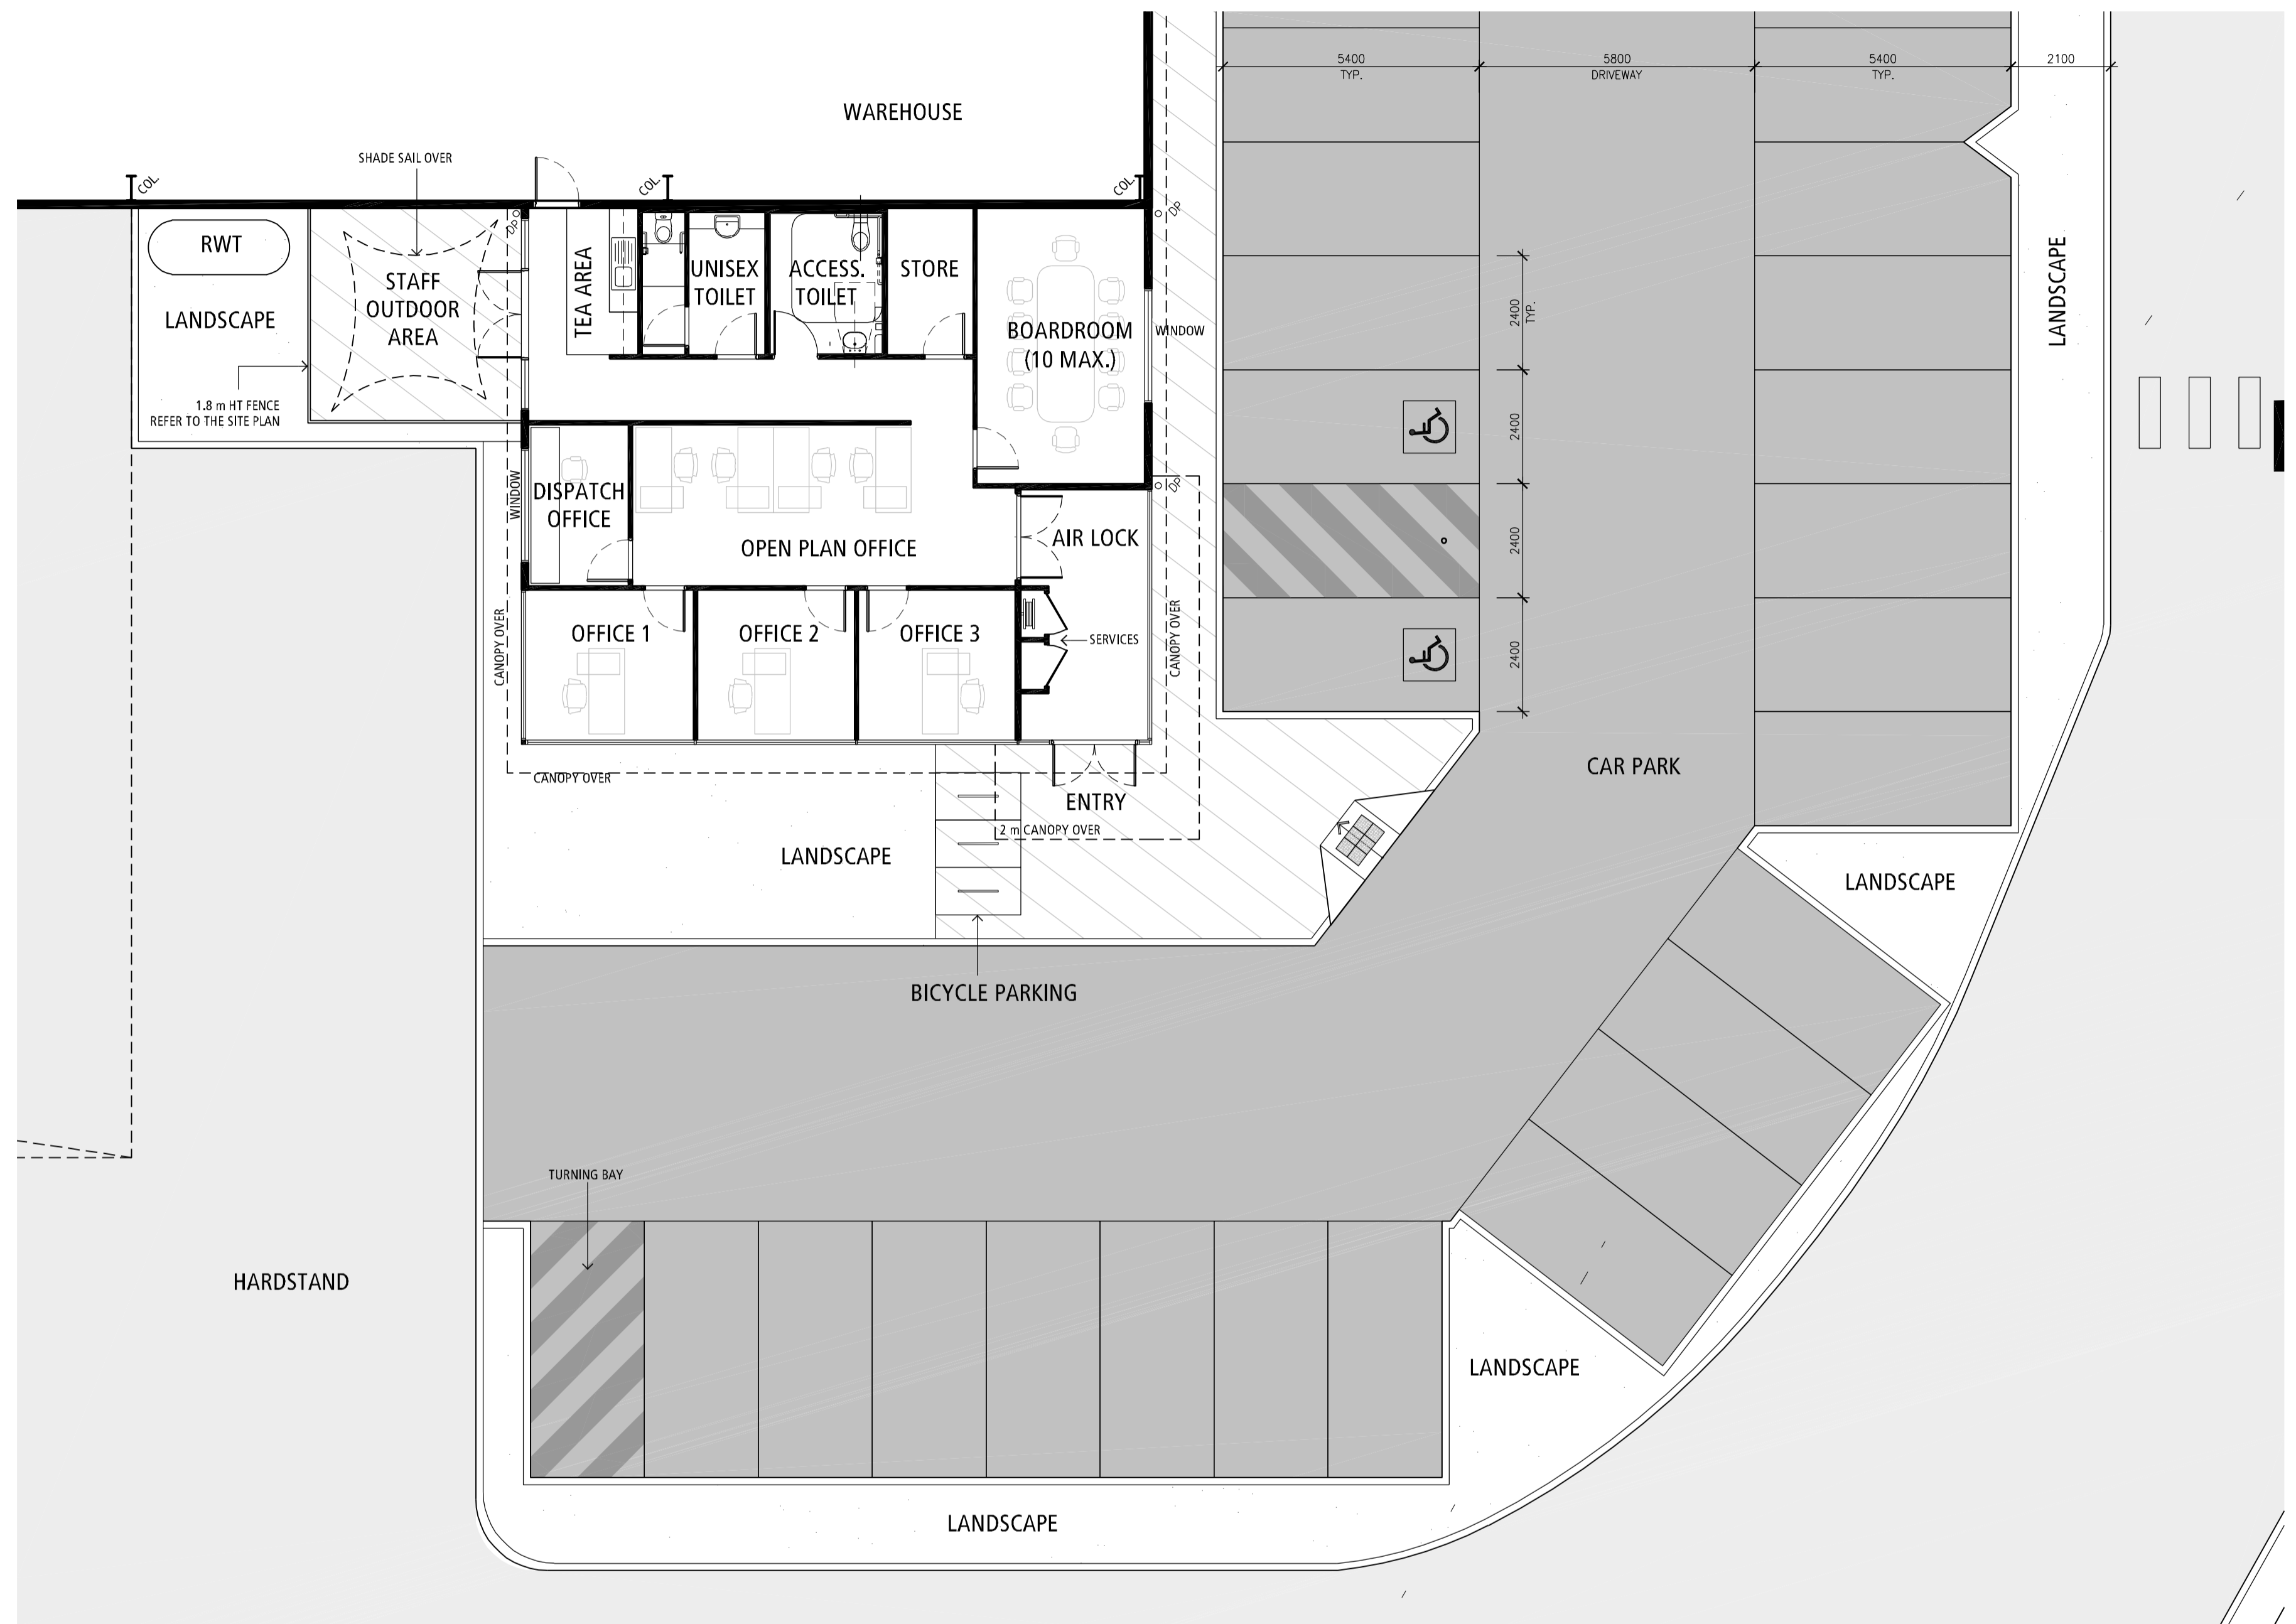 5400
TYP.
5800
DRIVEWAY
5400
TYP.
2100
WAREHOUSE
SHADE SAIL OVER
COL.
COL.
COL.
DP
DP
RWT
LANDSCAPE
STAFF
OUTDOOR
AREA
TEA AREA
UNISEX
TOILET
ACCESS.
TOILET
STORE
BOARDROOM
(10 MAX.)
WINDOW
LANDSCAPE
2400
TYP.
1.8 m HT FENCE
REFER TO THE SITE PLAN
2400
WINDOW
DISPATCH
OFFICE
OPEN PLAN OFFICE
AIR LOCK
DP
2400
CANOPY OVER
OFFICE 1
OFFICE 2
OFFICE 3
SERVICES
CANOPY OVER
2400
CANOPY OVER
ENTRY
2 m CANOPY OVER
CAR PARK
LANDSCAPE
LANDSCAPE
BICYCLE PARKING
TURNING BAY
HARDSTAND
LANDSCAPE
LANDSCAPE